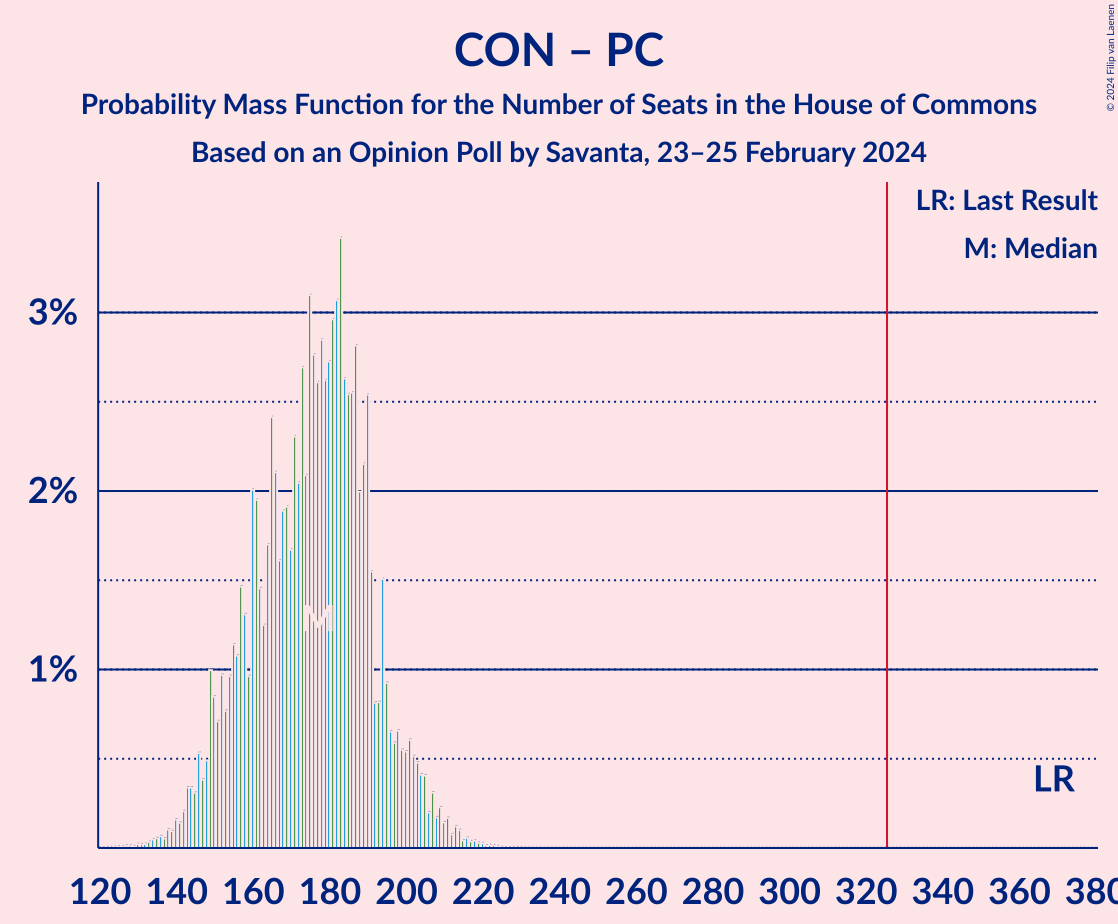 CON – PC
Probability Mass Function for the Number of Seats in the House of Commons
Based on an Opinion Poll by Savanta, 23–25 February 2024
© 2024 Filip van Laenen
LR: Last Result
M: Median
3%
2%
1%
M
LR
120 140 160 180 200 220 240 260 280 300 320 340 360 380